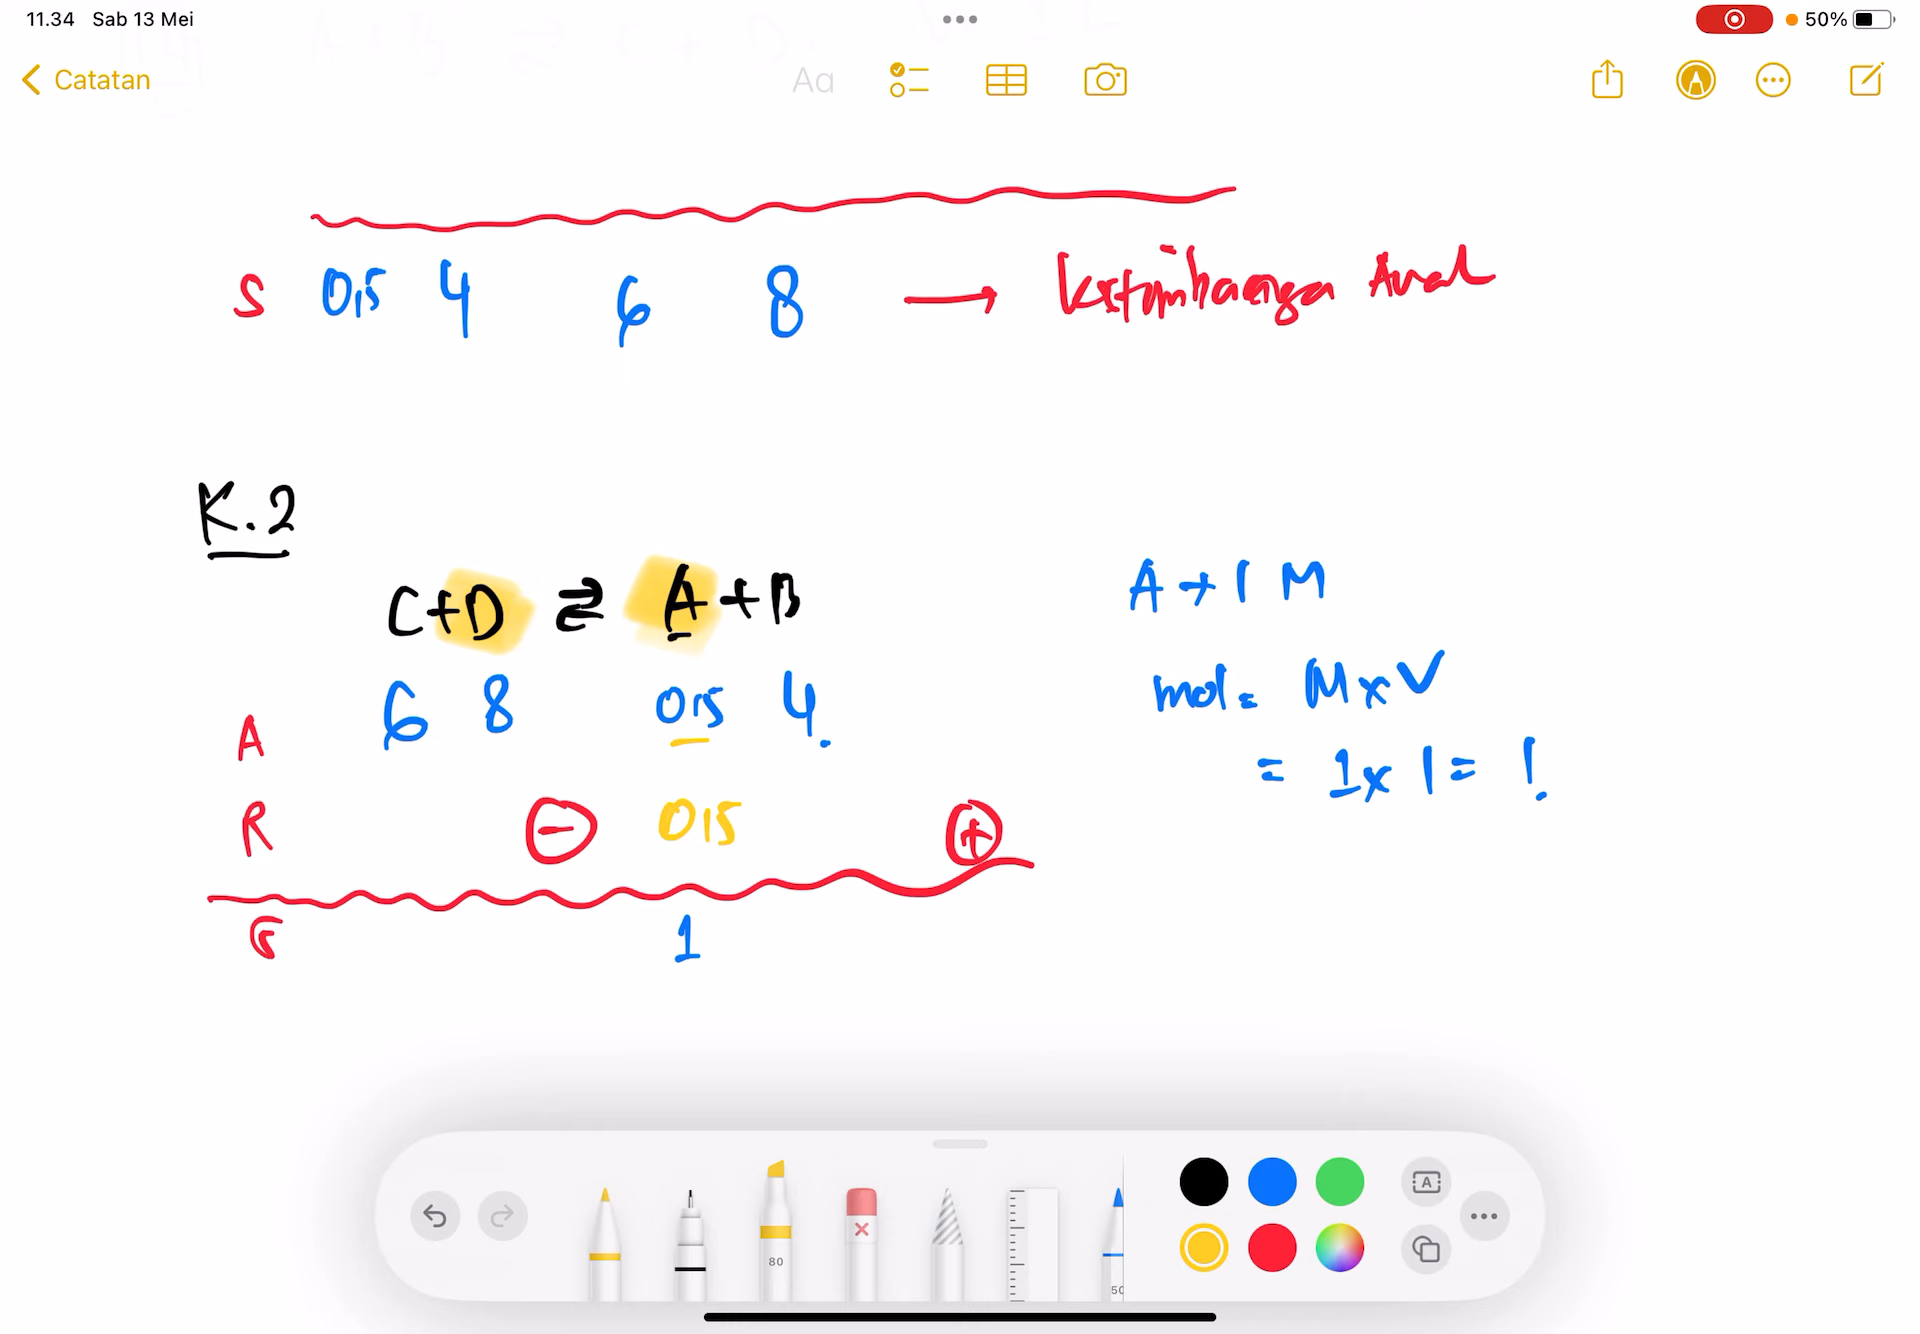 11.34 Sab 13 Mei
50%
Catatan
Aa
S 0,5 4 6 8 → Awal
K.2
C+D ⇌ A+B
A 6 8 0,5 4
R - 0,5 +
S 1
A → 1 M
mol = M x V
= 1 x 1 = 1
80
50
A